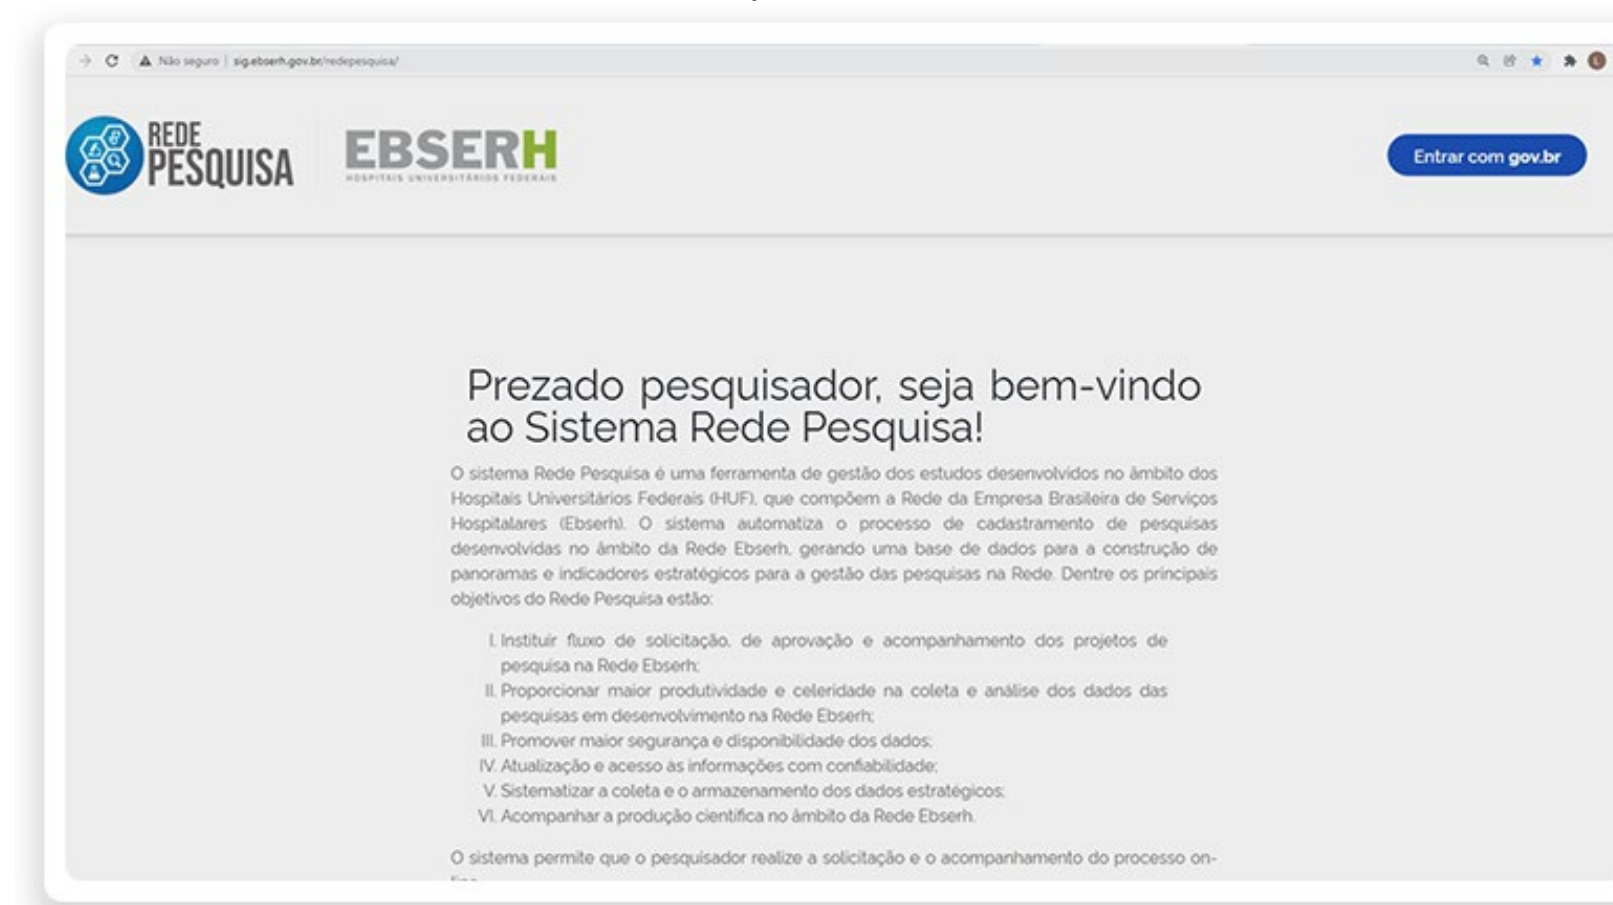 Não seguro | sig.ebserh.gov.br/redepesquisa/
REDE
PESQUISA
EBSERH
HOSPITAIS UNIVERSITÁRIOS FEDERAIS
Entrar com gov.br
L
Prezado pesquisador, seja bem-vindo
ao Sistema Rede Pesquisa!
O sistema Rede Pesquisa é uma ferramenta de gestão dos estudos desenvolvidos no âmbito dos
Hospitais Universitários Federais (HUF), que compõem a Rede da Empresa Brasileira de Serviços
Hospitalares (Ebserh). O sistema automatiza o processo de cadastramento de pesquisas
desenvolvidas no âmbito da Rede Ebserh, gerando uma base de dados para a construção de
panoramas e indicadores estratégicos para a gestão das pesquisas na Rede. Dentre os principais
objetivos do Rede Pesquisa estão:
I. Instituir fluxo de solicitação, de aprovação e acompanhamento dos projetos de
pesquisa na Rede Ebserh;
II. Proporcionar maior produtividade e celeridade na coleta e análise dos dados das
pesquisas em desenvolvimento na Rede Ebserh;
III. Promover maior segurança e disponibilidade dos dados;
IV. Atualização e acesso às informações com confiabilidade;
V. Sistematizar a coleta e o armazenamento dos dados estratégicos;
VI. Acompanhar a produção científica no âmbito da Rede Ebserh.
O sistema permite que o pesquisador realize a solicitação e o acompanhamento do processo on-